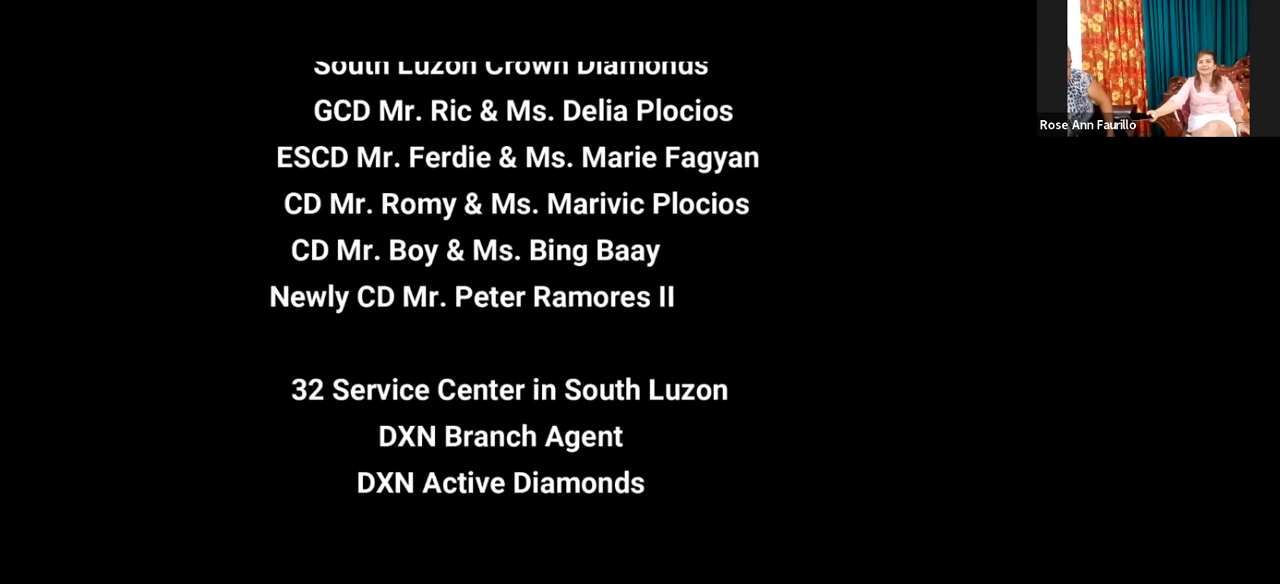 South Luzon Crown Diamonds
GCD Mr. Ric & Ms. Delia Plocios
ESCD Mr. Ferdie & Ms. Marie Fagyan
CD Mr. Romy & Ms. Marivic Plocios
CD Mr. Boy & Ms. Bing Baay
Newly CD Mr. Peter Ramores II
32 Service Center in South Luzon
DXN Branch Agent
DXN Active Diamonds
Rose Ann Faurillo